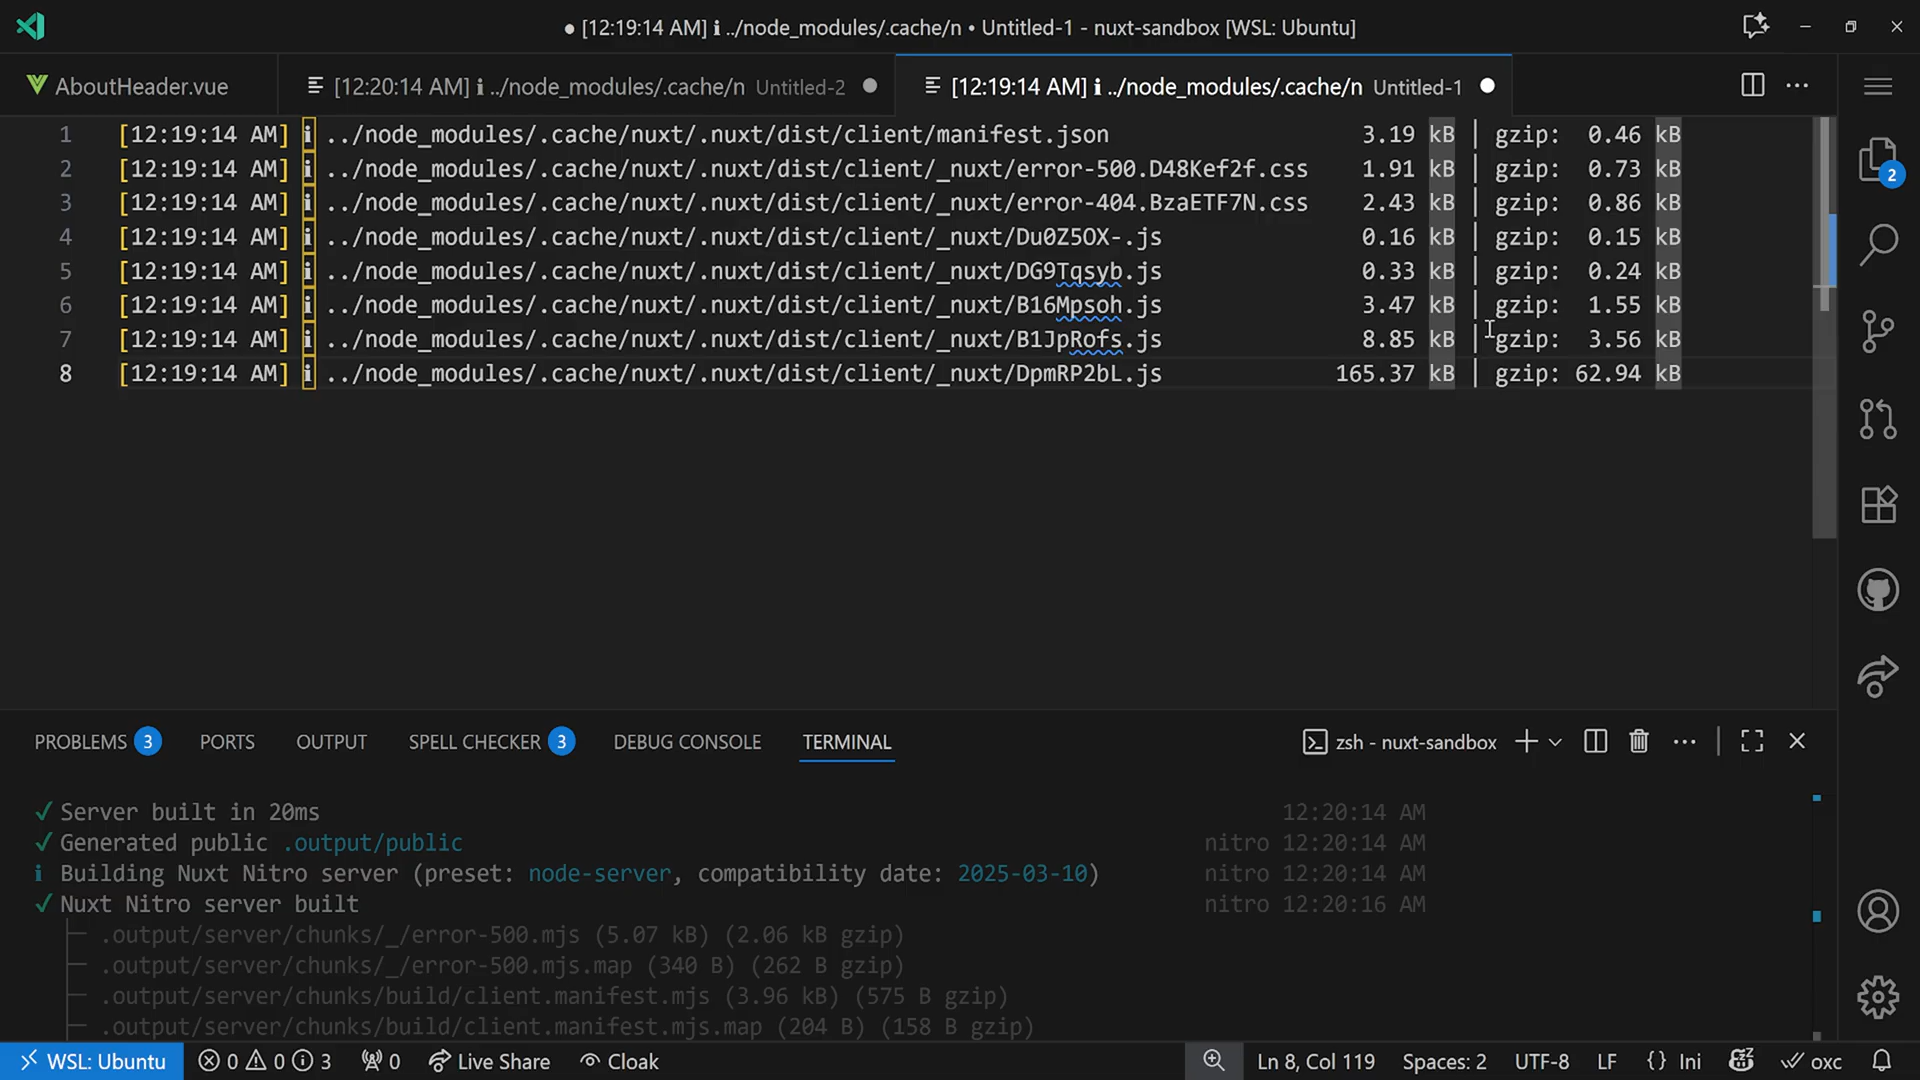 ● [12:19:14 AM] ℹ ../node_modules/.cache/n • Untitled-1 - nuxt-sandbox [WSL: Ubuntu]
AboutHeader.vue
[12:20:14 AM] ℹ ../node_modules/.cache/n Untitled-2
[12:19:14 AM] ℹ ../node_modules/.cache/n Untitled-1
1 [12:19:14 AM] ℹ ../node_modules/.cache/nuxt/.nuxt/dist/client/manifest.json 3.19 kB │ gzip: 0.46 kB
2 [12:19:14 AM] ℹ ../node_modules/.cache/nuxt/.nuxt/dist/client/_nuxt/error-500.D48Kef2f.css 1.91 kB │ gzip: 0.73 kB
3 [12:19:14 AM] ℹ ../node_modules/.cache/nuxt/.nuxt/dist/client/_nuxt/error-404.BzaETF7N.css 2.43 kB │ gzip: 0.86 kB
4 [12:19:14 AM] ℹ ../node_modules/.cache/nuxt/.nuxt/dist/client/_nuxt/Du0Z5OX-.js 0.16 kB │ gzip: 0.15 kB
5 [12:19:14 AM] ℹ ../node_modules/.cache/nuxt/.nuxt/dist/client/_nuxt/DG9Tqsyb.js 0.33 kB │ gzip: 0.24 kB
6 [12:19:14 AM] ℹ ../node_modules/.cache/nuxt/.nuxt/dist/client/_nuxt/B16Mpsoh.js 3.47 kB │ gzip: 1.55 kB
7 [12:19:14 AM] ℹ ../node_modules/.cache/nuxt/.nuxt/dist/client/_nuxt/B1JpRofs.js 8.85 kB │ gzip: 3.56 kB
8 [12:19:14 AM] ℹ ../node_modules/.cache/nuxt/.nuxt/dist/client/_nuxt/DpmRP2bL.js 165.37 kB │ gzip: 62.94 kB
2
PROBLEMS 3 PORTS OUTPUT SPELL CHECKER 3 DEBUG CONSOLE TERMINAL zsh - nuxt-sandbox
✓ Server built in 20ms 12:20:14 AM
✓ Generated public .output/public nitro 12:20:14 AM
ℹ Building Nuxt Nitro server (preset: node-server, compatibility date: 2025-03-10) nitro 12:20:14 AM
✓ Nuxt Nitro server built nitro 12:20:16 AM
├─ .output/server/chunks/_/error-500.mjs (5.07 kB) (2.06 kB gzip)
├─ .output/server/chunks/_/error-500.mjs.map (340 B) (262 B gzip)
├─ .output/server/chunks/build/client.manifest.mjs (3.96 kB) (575 B gzip)
├─ .output/server/chunks/build/client.manifest.mjs.map (204 B) (158 B gzip)
WSL: Ubuntu 0 0 3 0 Live Share Cloak Ln 8, Col 119 Spaces: 2 UTF-8 LF {} Ini oxc